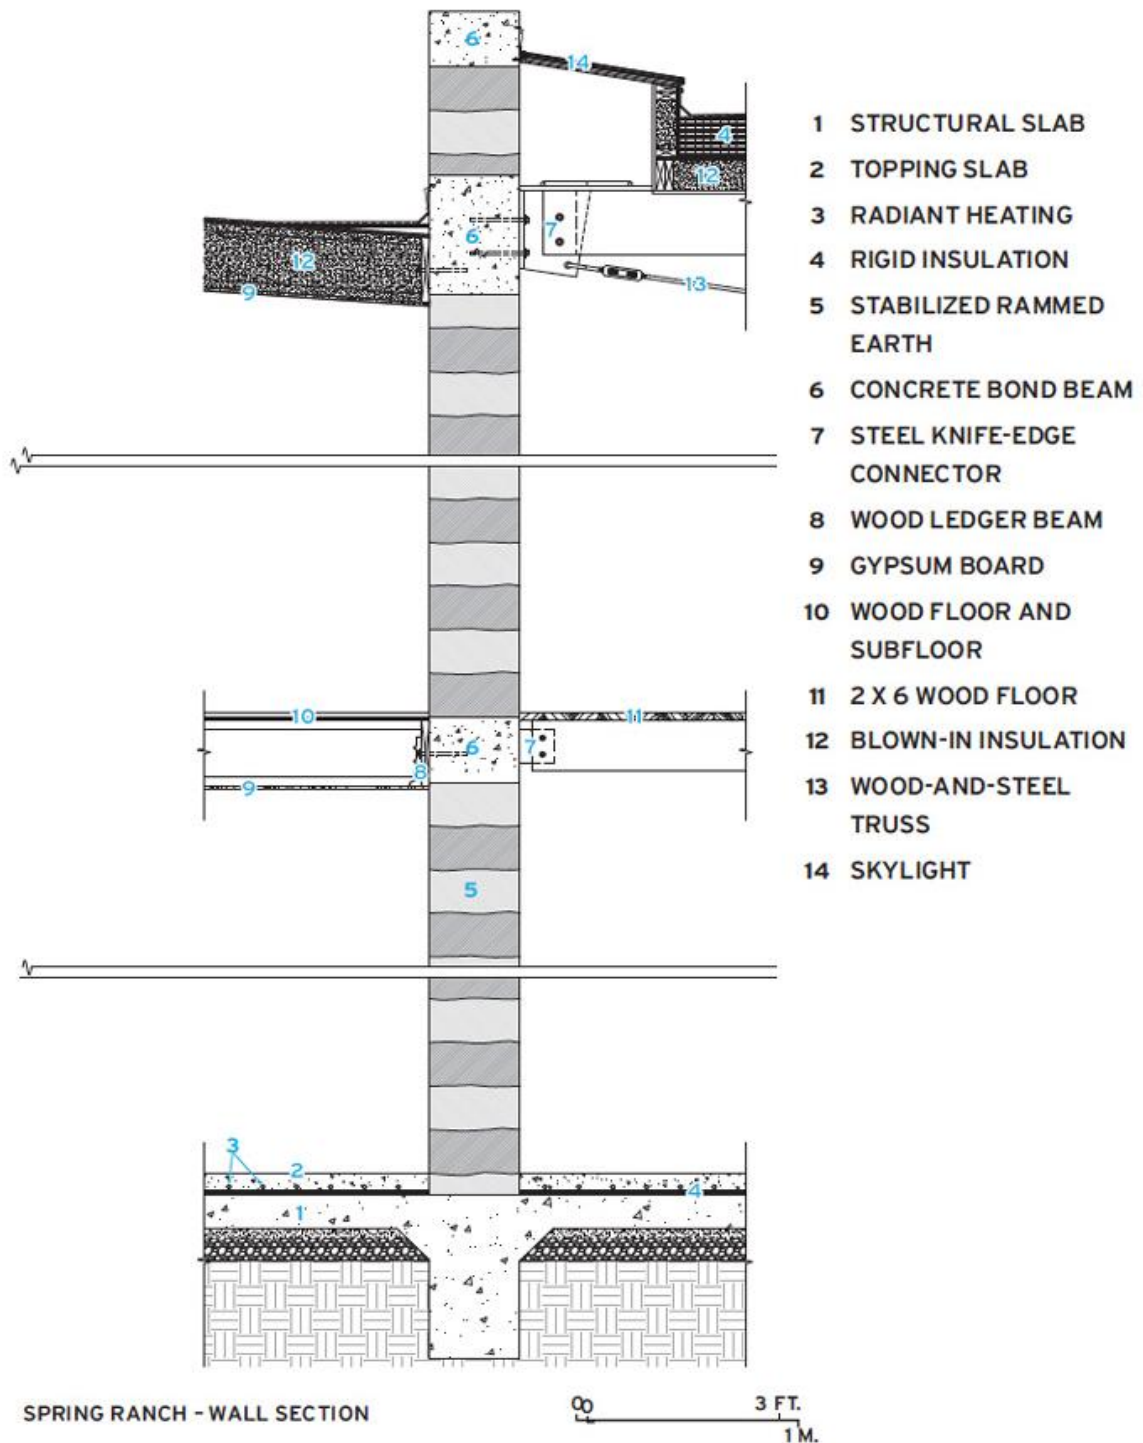 6
14
4
12
6
7
12
9
13
1 STRUCTURAL SLAB
2 TOPPING SLAB
3 RADIANT HEATING
4 RIGID INSULATION
5 STABILIZED RAMMED
EARTH
6 CONCRETE BOND BEAM
7 STEEL KNIFE-EDGE
CONNECTOR
8 WOOD LEDGER BEAM
9 GYPSUM BOARD
10 WOOD FLOOR AND
SUBFLOOR
11 2 X 6 WOOD FLOOR
12 BLOWN-IN INSULATION
13 WOOD-AND-STEEL
TRUSS
14 SKYLIGHT
10
11
6
7
8
9
5
3
2
4
1
SPRING RANCH – WALL SECTION
0 3 FT.
0 1 M.